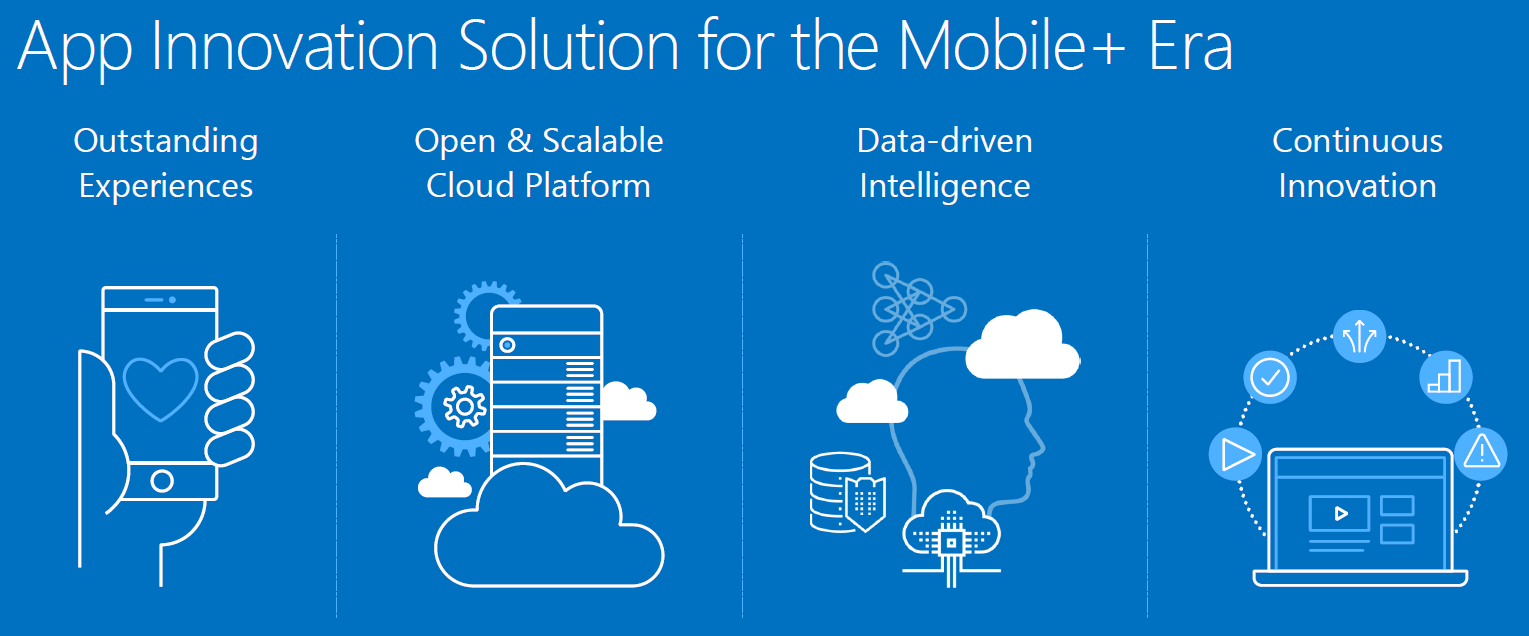 App Innovation Solution for the Mobile+ Era
Outstanding
Experiences
Open & Scalable
Cloud Platform
Data-driven
Intelligence
Continuous
Innovation